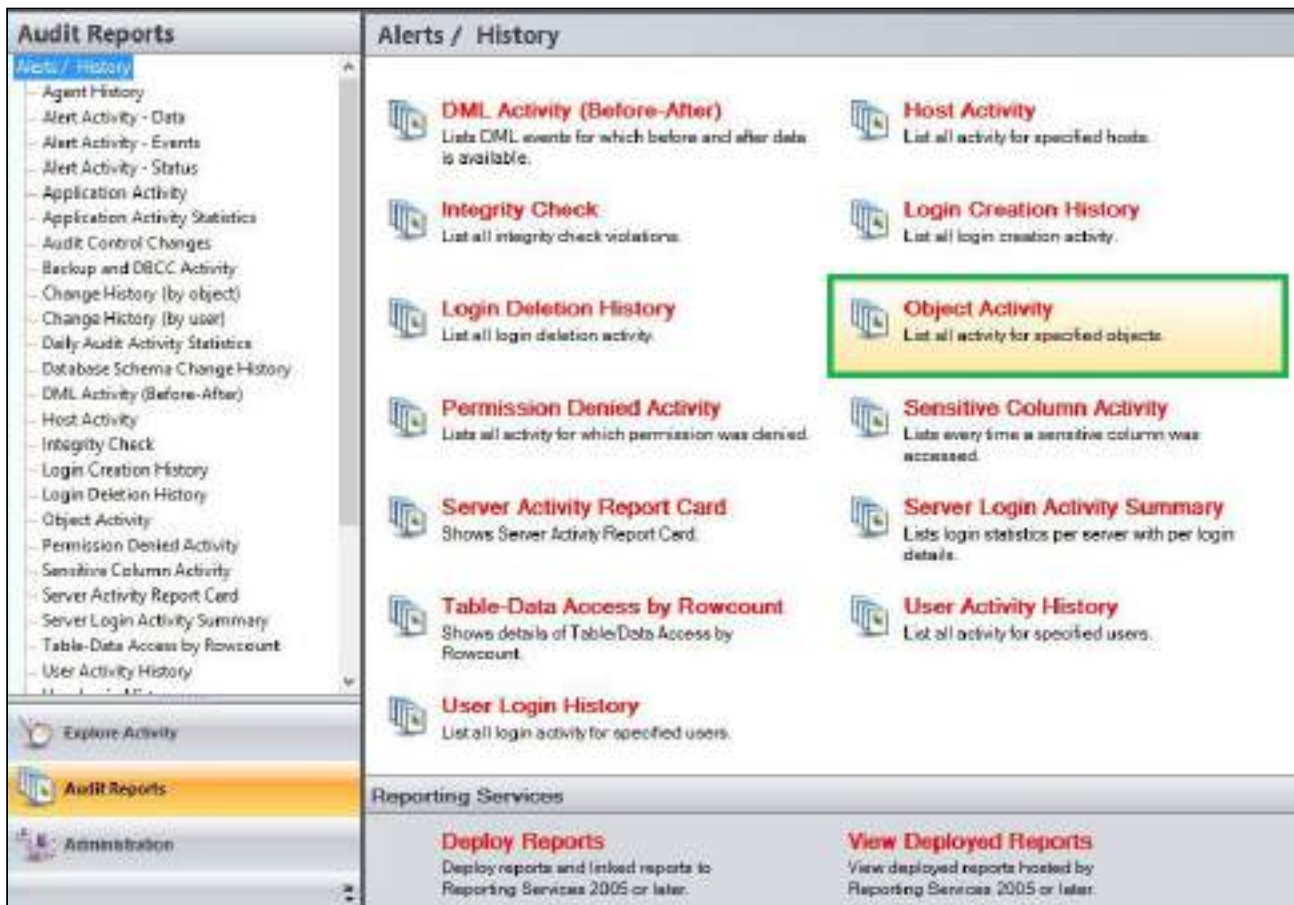 Audit Reports
Alerts / History
Agent History
Alert Activity - Data
Alert Activity - Events
Alert Activity - Status
Application Activity
Application Activity Statistics
Audit Control Changes
Backup and DBCC Activity
Change History (by object)
Change History (by user)
Daily Audit Activity Statistics
Database Schema Change History
DML Activity (Before-After)
Host Activity
Integrity Check
Login Creation History
Login Deletion History
Object Activity
Permission Denied Activity
Sensitive Column Activity
Server Activity Report Card
Server Login Activity Summary
Table-Data Access by Rowcount
User Activity History
Explore Activity
Audit Reports
Administration
Alerts / History
DML Activity (Before-After)
Lists DML events for which before and after data
is available.
Host Activity
List all activity for specified hosts.
Integrity Check
List all integrity check violations.
Login Creation History
List all login creation activity.
Login Deletion History
List all login deletion activity.
Object Activity
List all activity for specified objects.
Permission Denied Activity
Lists all activity for which permission was denied.
Sensitive Column Activity
Lists every time a sensitive column was
accessed.
Server Activity Report Card
Shows Server Activity Report Card.
Server Login Activity Summary
Lists login statistics per server with per login
details.
Table-Data Access by Rowcount
Shows details of Table/Data Access by
Rowcount.
User Activity History
List all activity for specified users.
User Login History
List all login activity for specified users.
Reporting Services
Deploy Reports
Deploy reports and linked reports to
Reporting Services 2005 or later.
View Deployed Reports
View deployed reports hosted by
Reporting Services 2005 or later.